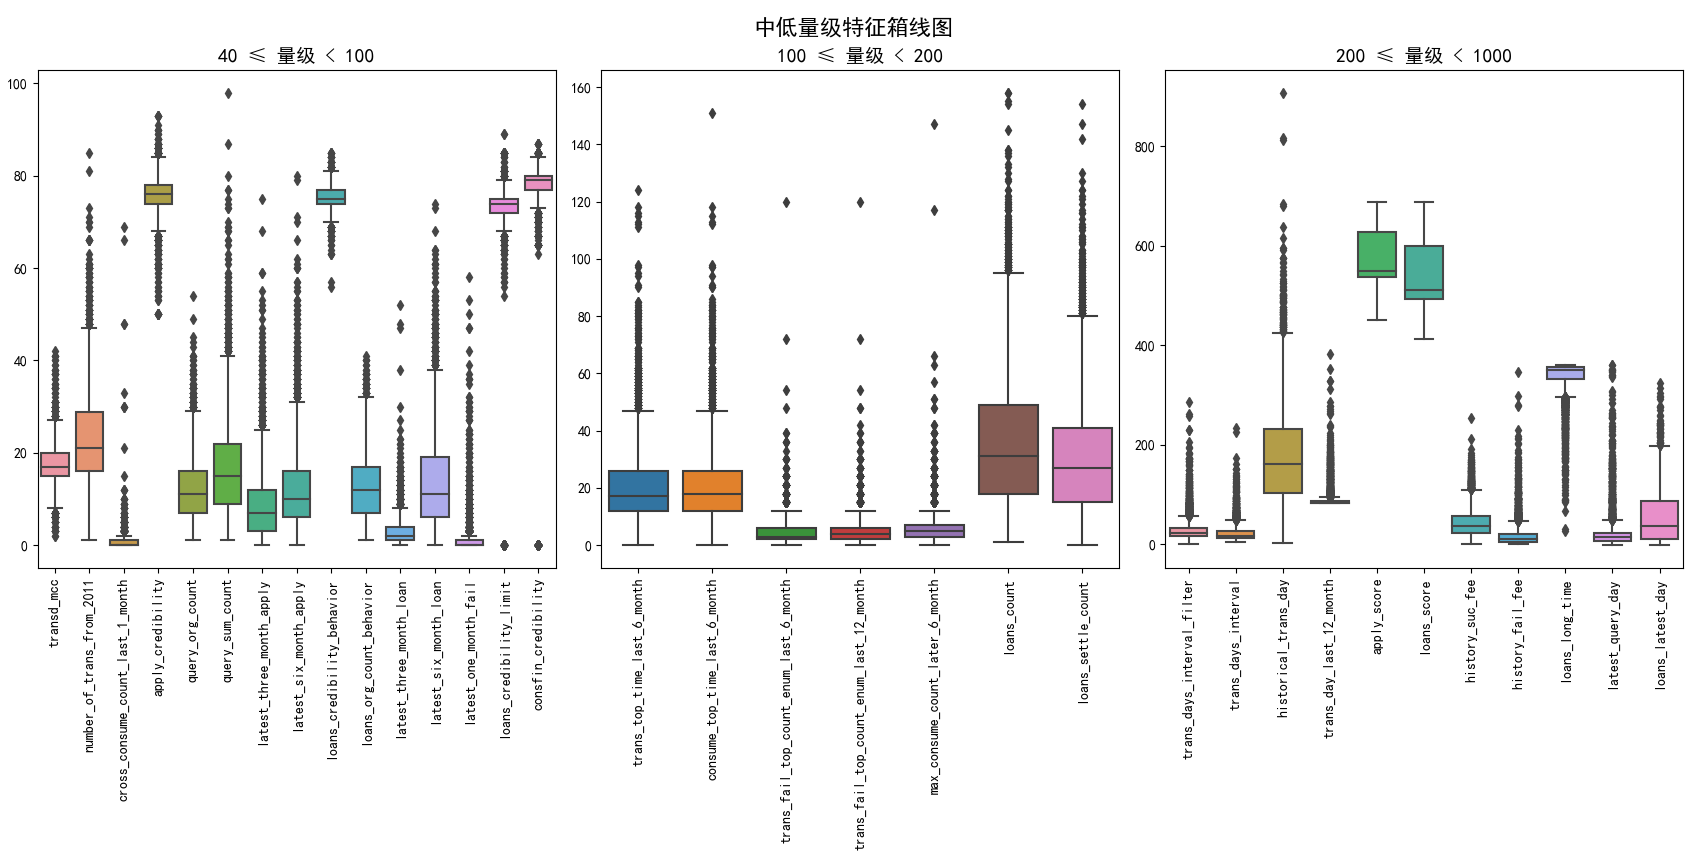 中低量级特征箱线图
40 ≤ 量级 < 100
100 ≤ 量级 < 200
200 ≤ 量级 < 1000
100
80
60
40
20
0
160
140
120
100
80
60
40
20
0
800
600
400
200
0
transd_mcc
number_of_trans_from_2011
cross_consume_count_last_1_month
apply_credibility
query_org_count
query_sum_count
latest_three_month_apply
latest_six_month_apply
loans_credibility_behavior
loans_org_count_behavior
latest_three_month_loan
latest_six_month_loan
latest_one_month_fail
loans_credibility_limit
consfin_credibility
trans_top_time_last_6_month
consume_top_time_last_6_month
trans_fail_top_count_enum_last_6_month
trans_fail_top_count_enum_last_12_month
max_consume_count_later_6_month
loans_count
loans_settle_count
trans_days_interval_filter
trans_days_interval
historical_trans_day
trans_day_last_12_month
apply_score
loans_score
history_suc_fee
history_fail_fee
loans_long_time
latest_query_day
loans_latest_day